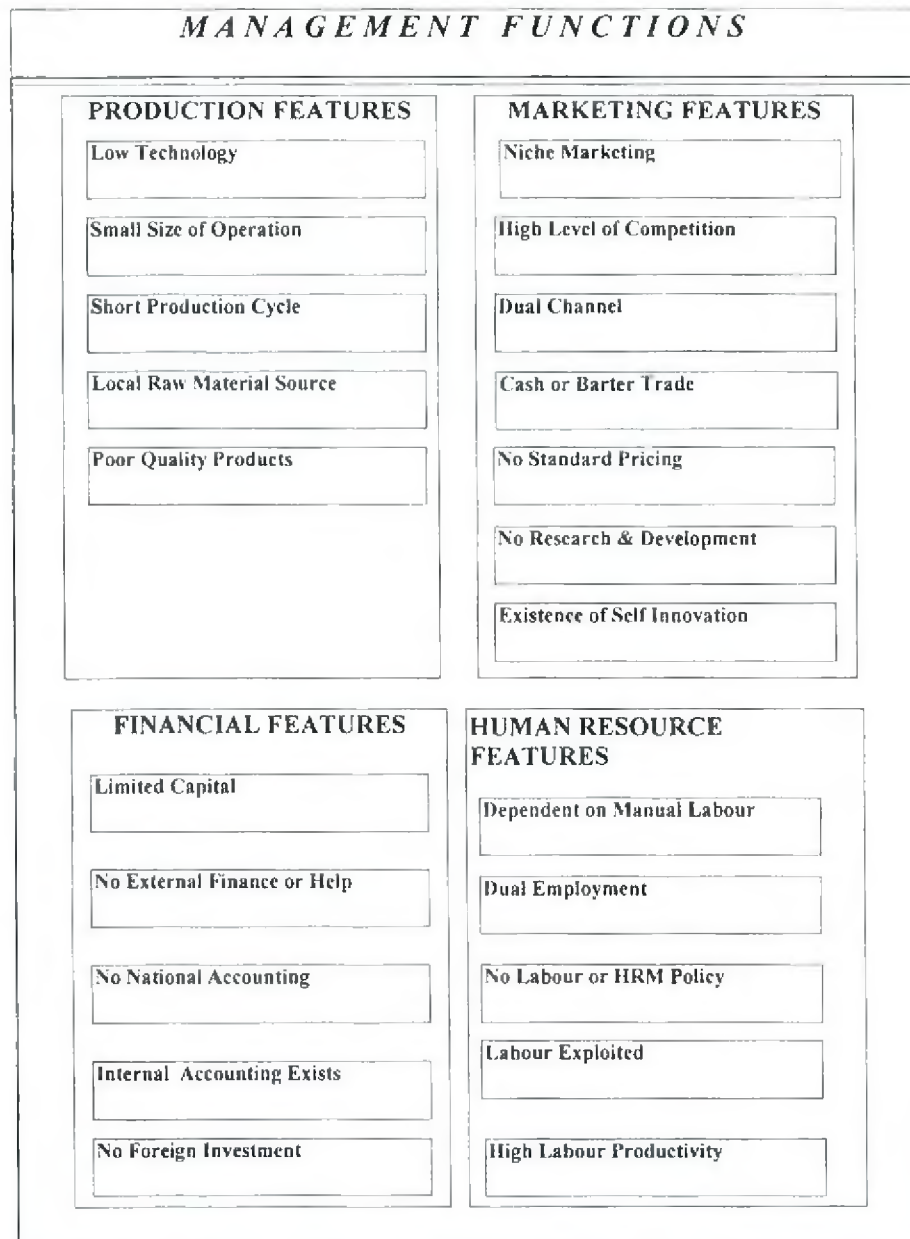 MANAGEMENT FUNCTIONS
PRODUCTION FEATURES
Low Technology
Small Size of Operation
Short Production Cycle
Local Raw Material Source
Poor Quality Products
MARKETING FEATURES
Niche Marketing
High Level of Competition
Dual Channel
Cash or Barter Trade
No Standard Pricing
No Research & Development
Existence of Self Innovation
FINANCIAL FEATURES
Limited Capital
No External Finance or Help
No National Accounting
Internal Accounting Exists
No Foreign Investment
HUMAN RESOURCE
FEATURES
Dependent on Manual Labour
Dual Employment
No Labour or HRM Policy
Labour Exploited
High Labour Productivity